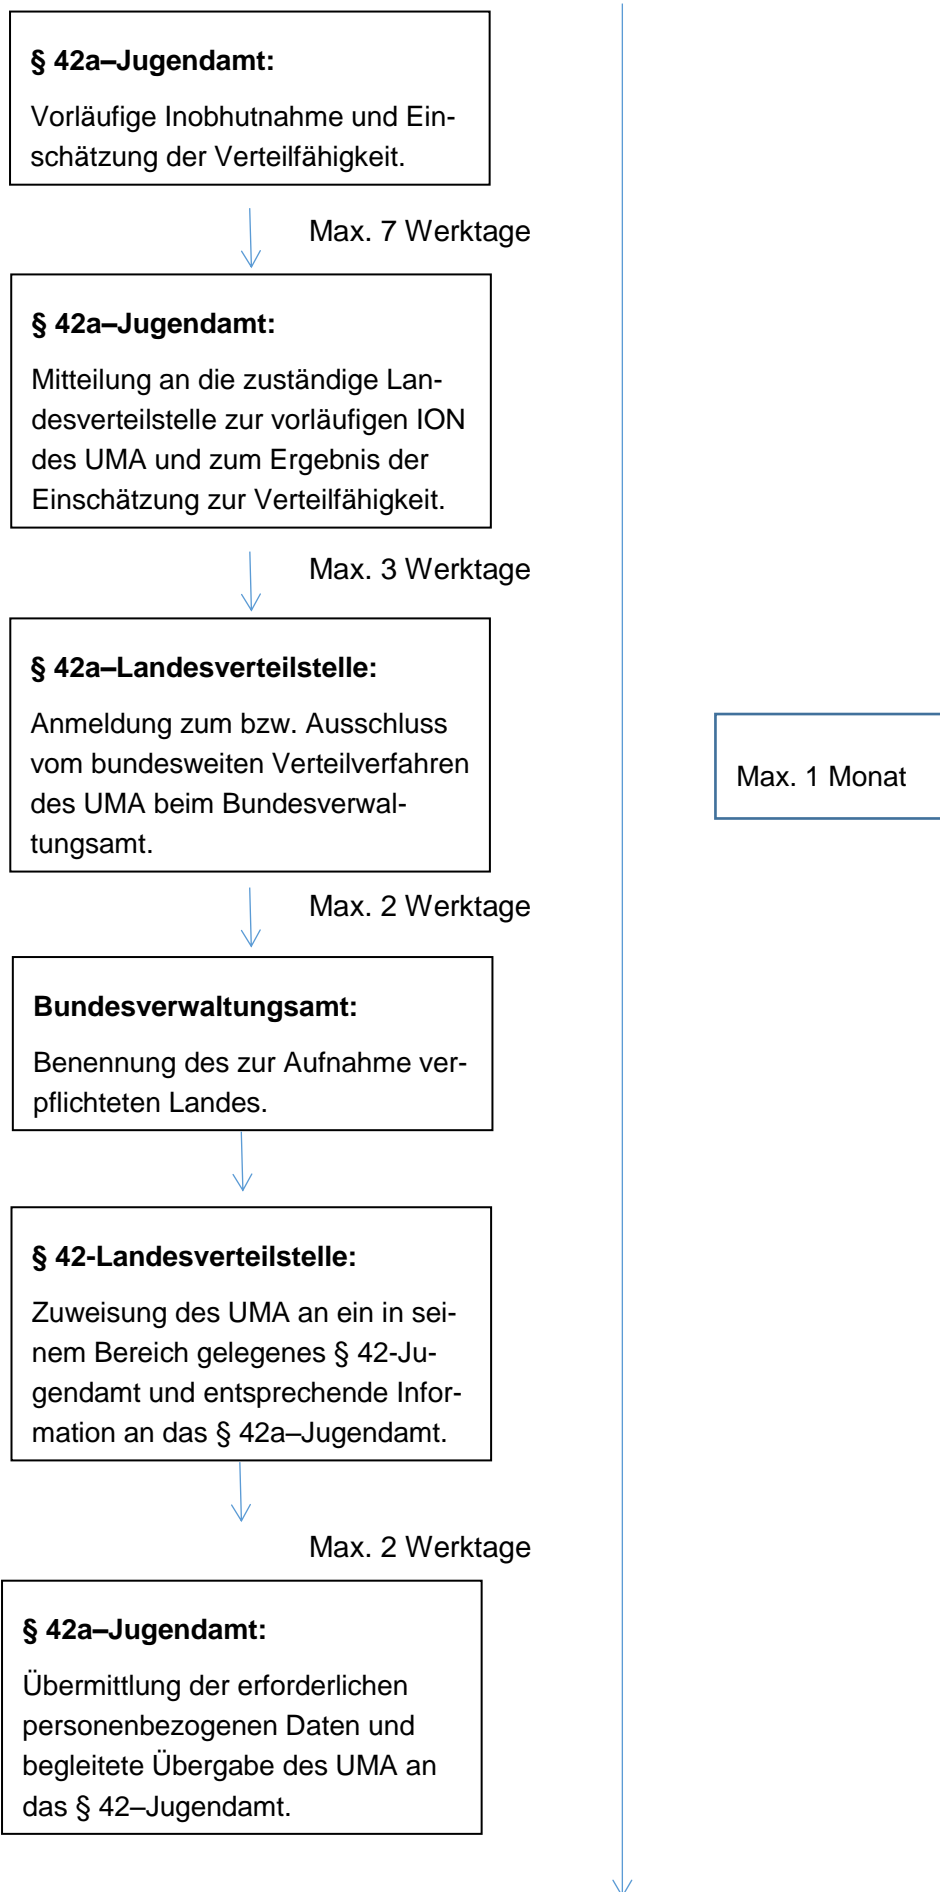 § 42a–Jugendamt:
Vorläufige Inobhutnahme und Ein-
schätzung der Verteilfähigkeit.
Max. 7 Werktage
§ 42a–Jugendamt:
Mitteilung an die zuständige Lan-
desverteilstelle zur vorläufigen ION
des UMA und zum Ergebnis der
Einschätzung zur Verteilfähigkeit.
Max. 3 Werktage
§ 42a–Landesverteilstelle:
Anmeldung zum bzw. Ausschluss
vom bundesweiten Verteilverfahren
des UMA beim Bundesverwal-
tungsamt.
Max. 1 Monat
Max. 2 Werktage
Bundesverwaltungsamt:
Benennung des zur Aufnahme ver-
pflichteten Landes.
§ 42-Landesverteilstelle:
Zuweisung des UMA an ein in sei-
nem Bereich gelegenes § 42-Ju-
gendamt und entsprechende Infor-
mation an das § 42a–Jugendamt.
Max. 2 Werktage
§ 42a–Jugendamt:
Übermittlung der erforderlichen
personenbezogenen Daten und
begleitete Übergabe des UMA an
das § 42–Jugendamt.